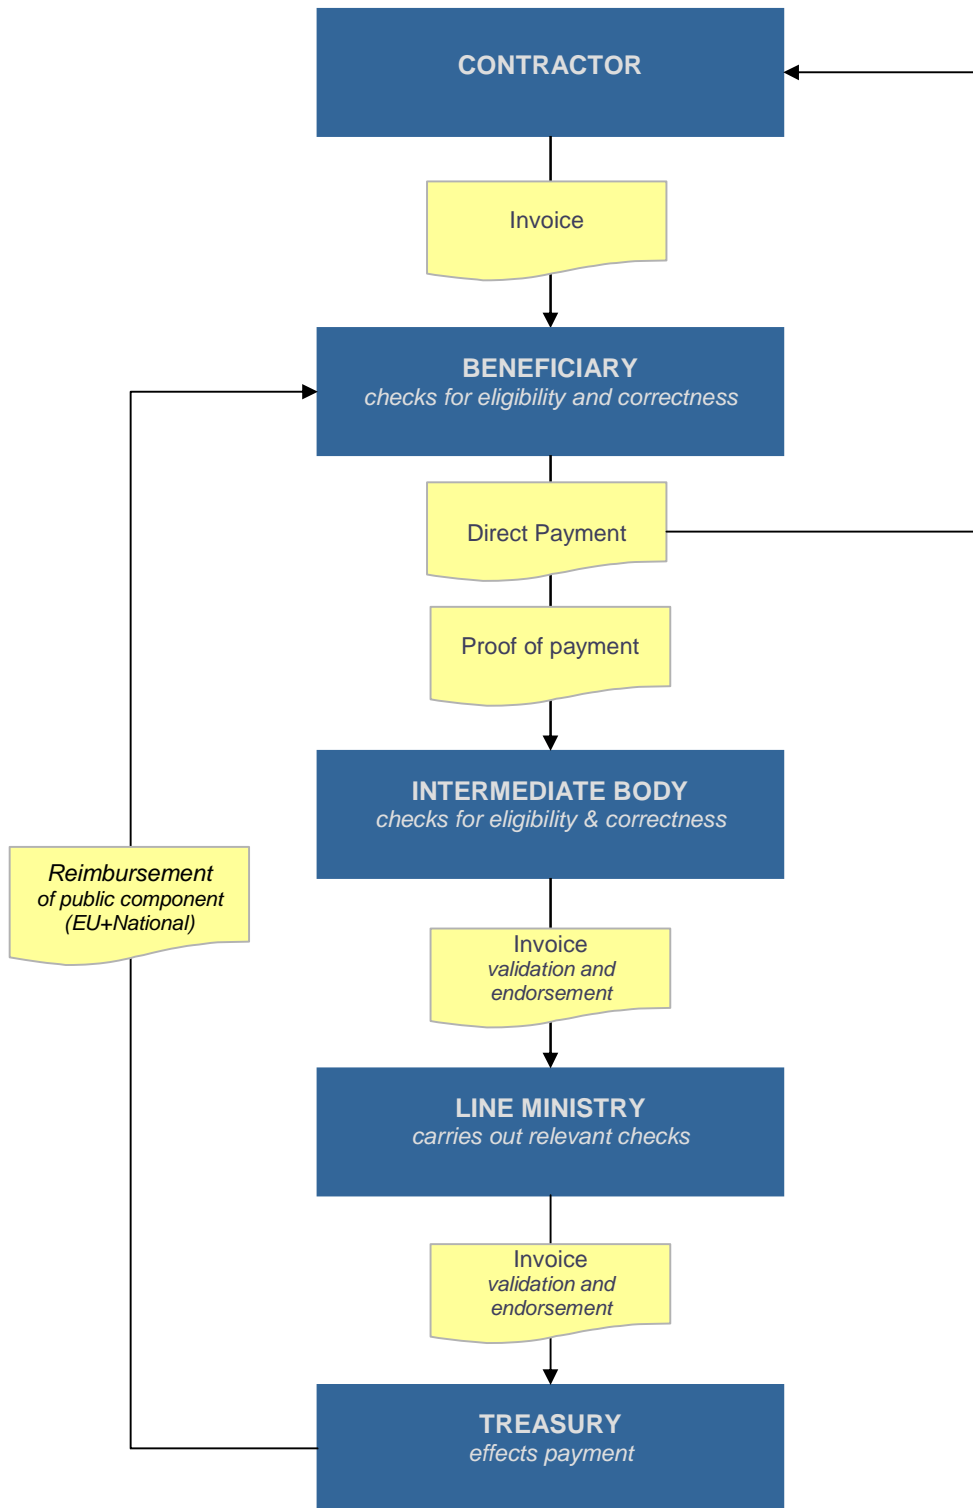 CONTRACTOR
Invoice
BENEFICIARY
checks for eligibility and correctness
Direct Payment
Proof of payment
INTERMEDIATE BODY
checks for eligibility & correctness
Reimbursement
of public component
(EU+National)
Invoice
validation and
endorsement
LINE MINISTRY
carries out relevant checks
Invoice
validation and
endorsement
TREASURY
effects payment